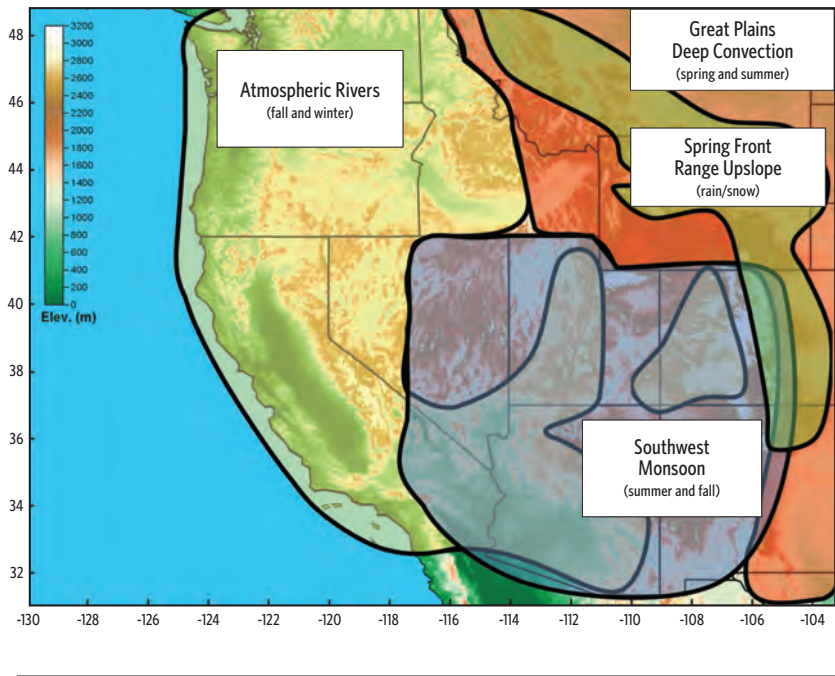 48
46
44
42
40
38
36
34
32
3200
3000
2800
2600
2400
2200
2000
1800
1600
1400
1200
1000
800
600
400
200
0
Elev. (m)
Atmospheric Rivers
(fall and winter)
Great Plains
Deep Convection
(spring and summer)
Spring Front
Range Upslope
(rain/snow)
Southwest
Monsoon
(summer and fall)
-130 -128 -126 -124 -122 -120 -118 -116 -114 -112 -110 -108 -106 -104